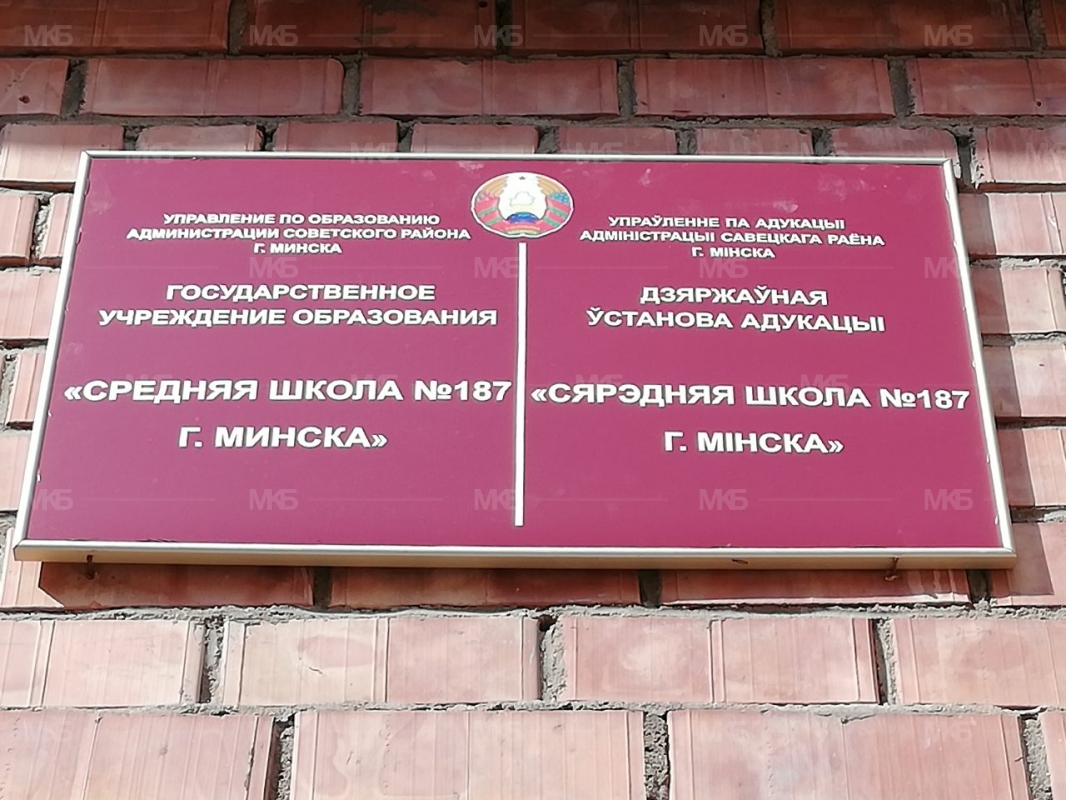 УПРАВЛЕНИЕ ПО ОБРАЗОВАНИЮ
АДМИНИСТРАЦИИ СОВЕТСКОГО РАЙОНА
Г. МИНСКА
ГОСУДАРСТВЕННОЕ
УЧРЕЖДЕНИЕ ОБРАЗОВАНИЯ
«СРЕДНЯЯ ШКОЛА №187
Г. МИНСКА»
УПРАЎЛЕННЕ ПА АДУКАЦЫІ
АДМІНІСТРАЦЫІ САВЕЦКАГА РАЁНА
Г. МІНСКА
ДЗЯРЖАЎНАЯ
ЎСТАНОВА АДУКАЦЫІ
«СЯРЭДНЯЯ ШКОЛА №187
Г. МІНСКА»
МКБ